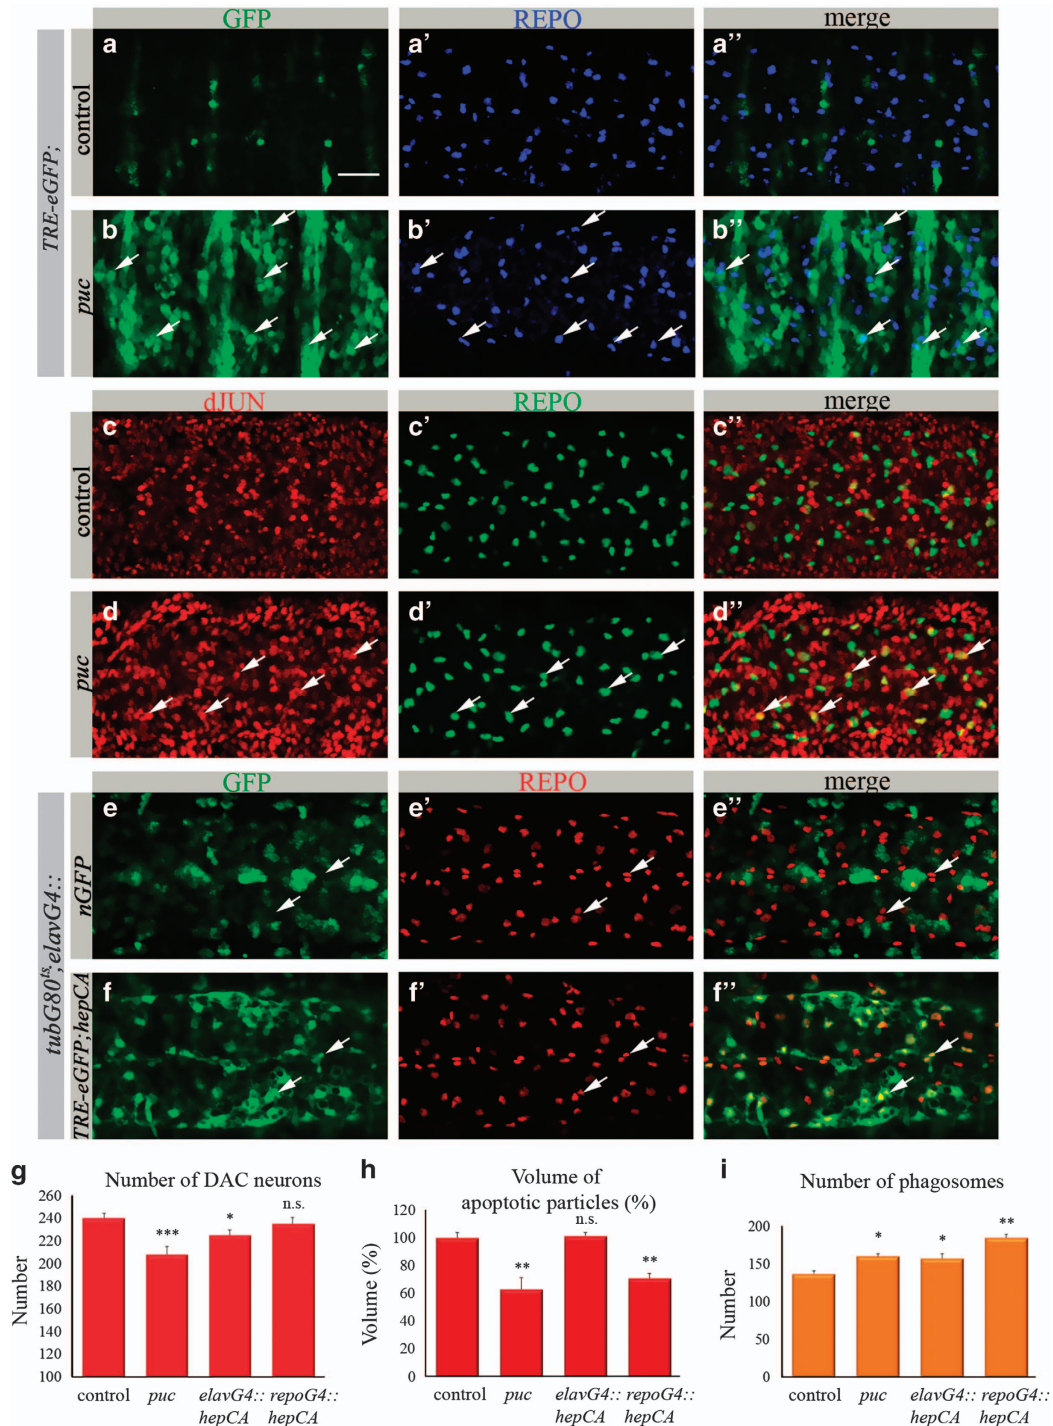 GFP REPO merge
TRE-eGFP;
control
a a' a''
puc
b b' b''
dJUN REPO merge
control
c c' c''
puc
d d' d''
GFP REPO merge
tubG80ts;elavG4::
nGFP
e e' e''
TRE-eGFP;hepCA
f f' f''
g
Number of DAC neurons
Number
260
240
220
200
180
160
140
120
100
***
*
n.s.
control puc elavG4:: repoG4::
hepCA hepCA
h
Volume of
apoptotic particles (%)
Volume (%)
120
100
80
60
40
20
0
**
n.s.
**
control puc elavG4:: repoG4::
hepCA hepCA
i
Number of phagosomes
Number
200
150
100
50
0
*
*
**
control puc elavG4:: repoG4::
hepCA hepCA